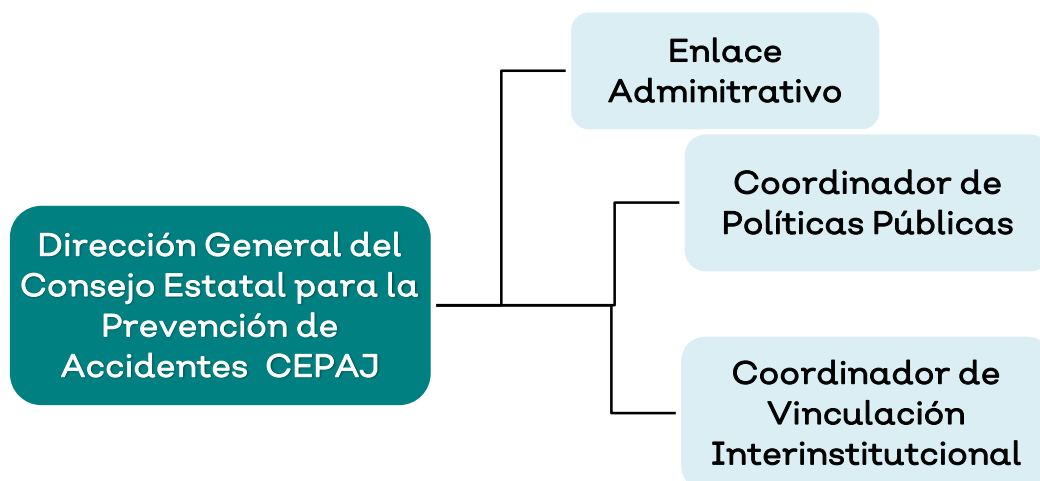 Enlace
Adminitrativo
Coordinador de
Políticas Públicas
Dirección General del
Consejo Estatal para la
Prevención de
Accidentes  CEPAJ
Coordinador de
Vinculación
Interinstitutcional